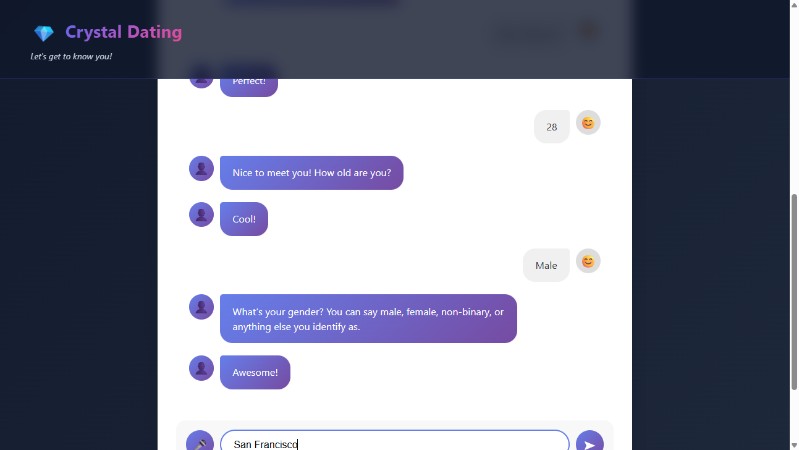 Crystal Dating
Let's get to know you!
Perfect!
28
Nice to meet you! How old are you?
Cool!
Male
What's your gender? You can say male, female, non-binary, or
anything else you identify as.
Awesome!
San Francisco